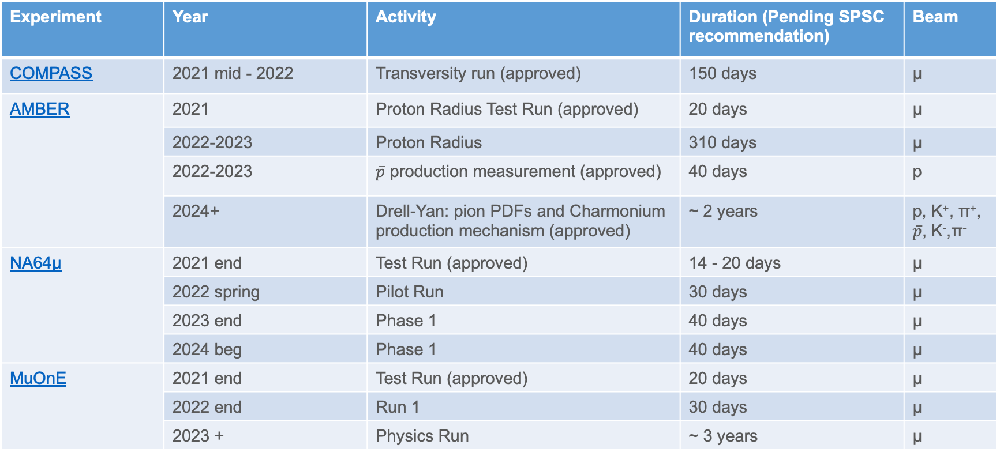 Experiment Year Activity Duration (Pending SPSC Beam
recommendation)
COMPASS 2021 mid - 2022 Transversity run (approved) 150 days µ
AMBER 2021 Proton Radius Test Run (approved) 20 days µ
2022-2023 Proton Radius 310 days µ
2022-2023 p̄ production measurement (approved) 40 days p
2024+ Drell-Yan: pion PDFs and Charmonium ~ 2 years p, K⁺, π⁺,
production mechanism (approved) p̄, K⁻,π⁻
NA64µ 2021 end Test Run (approved) 14 - 20 days µ
2022 spring Pilot Run 30 days µ
2023 end Phase 1 40 days µ
2024 beg Phase 1 40 days µ
MuOnE 2021 end Test Run (approved) 20 days µ
2022 end Run 1 30 days µ
2023 + Physics Run ~ 3 years µ